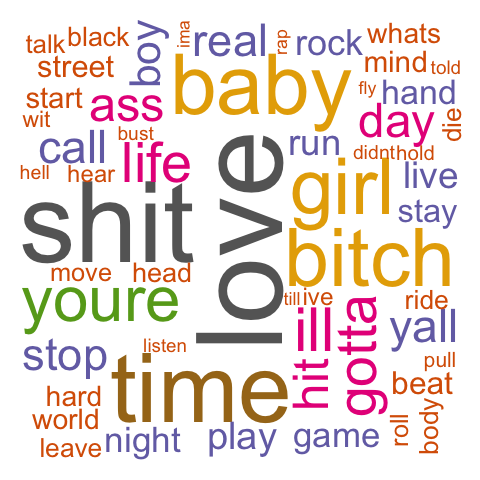 talk
black
boy
ima
real
rap
rock
whats
street
baby
mind
told
start
ass
fly
hand
wit
day
die
call
bust
run
didnt
hold
hell
hear
life
love
girl
live
shit
stay
bitch
move
head
youre
till
ive
ride
ill
gotta
yall
stop
listen
time
hit
pull
hard
beat
world
roll
body
leave
night
play
game